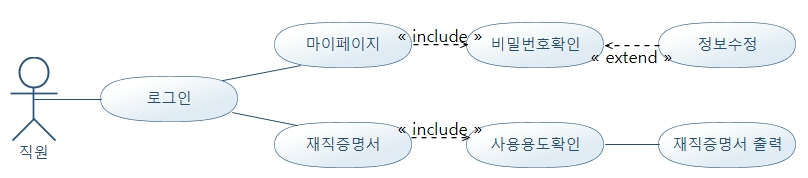 마이페이지
« include »
비밀번호확인
« extend »
정보수정
직원
로그인
재직증명서
« include »
사용용도확인
재직증명서 출력